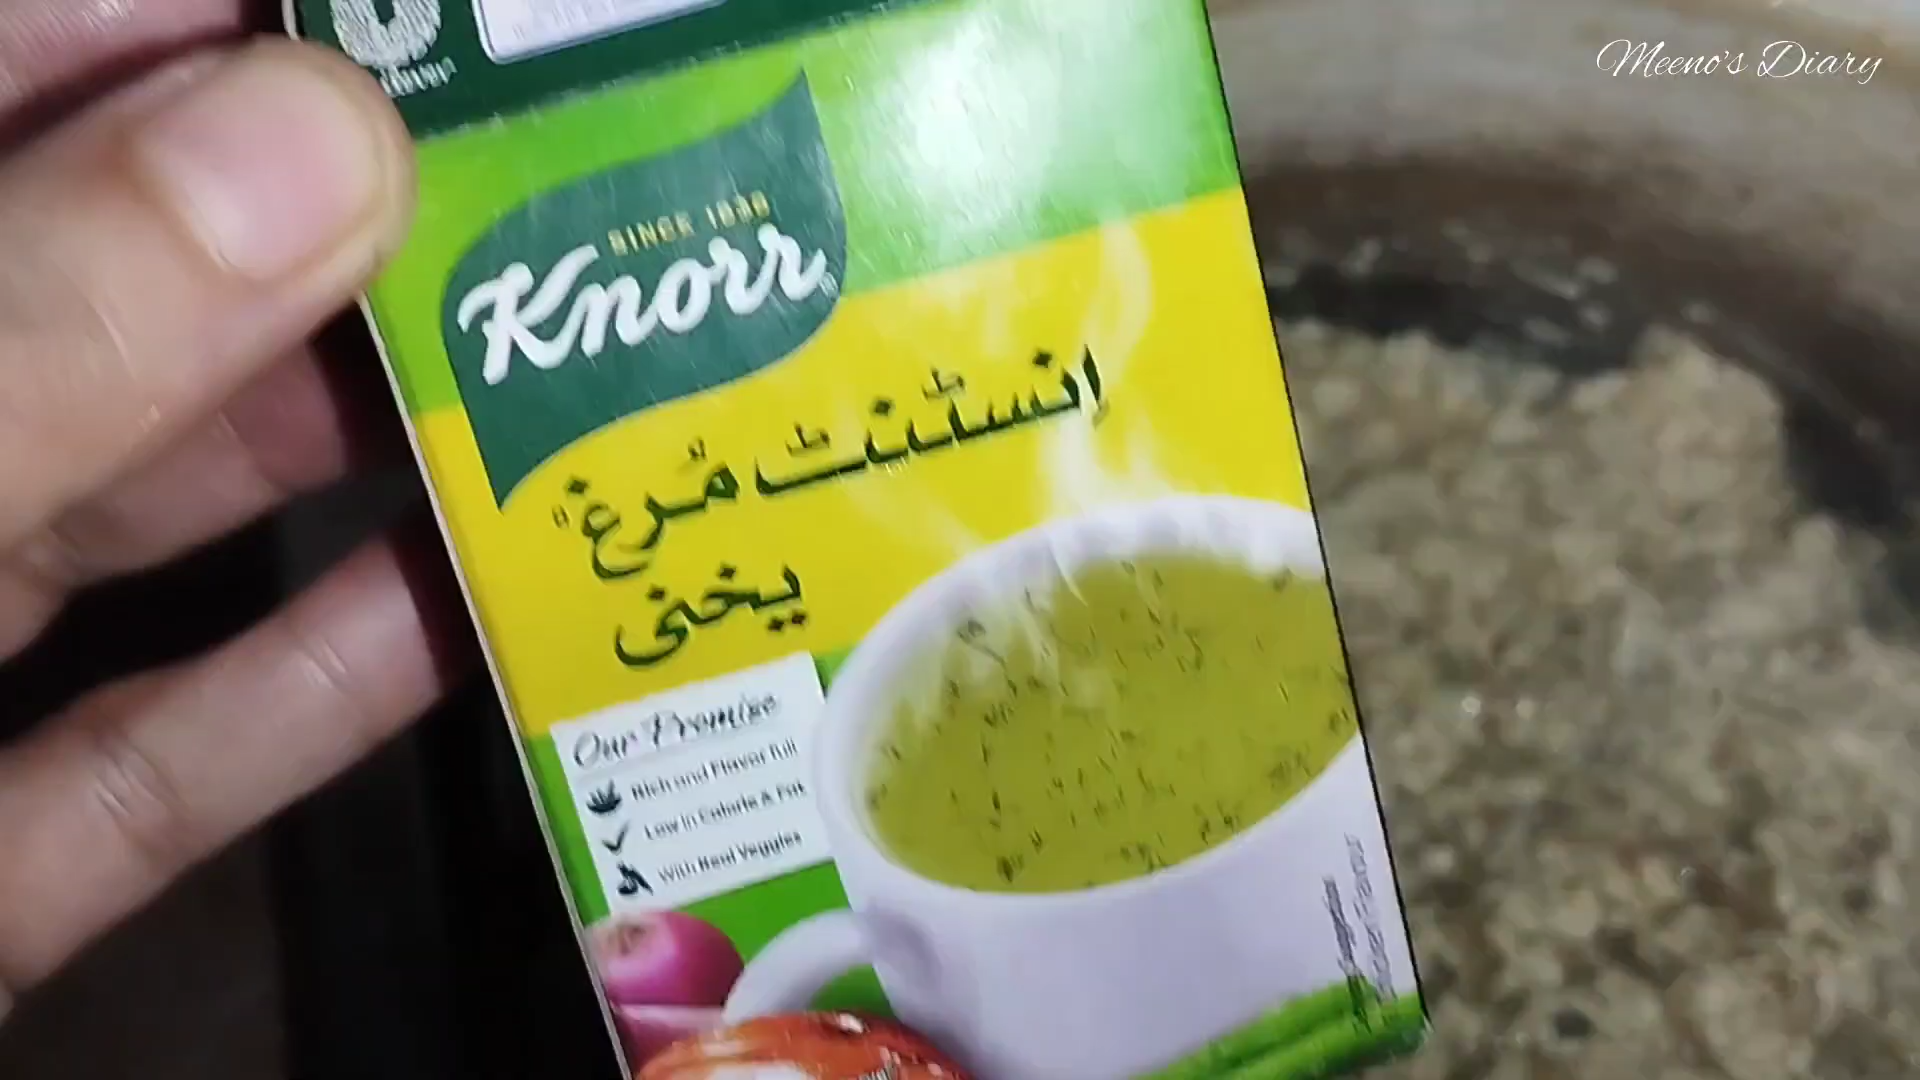 Meeno's Diary
SINCE 1838
Knorr
اِنسٹنٹ مُرغ
یخنی
Our Promise
Rich and Flavor Full
Low in Calorie & Fat
With Real Veggies